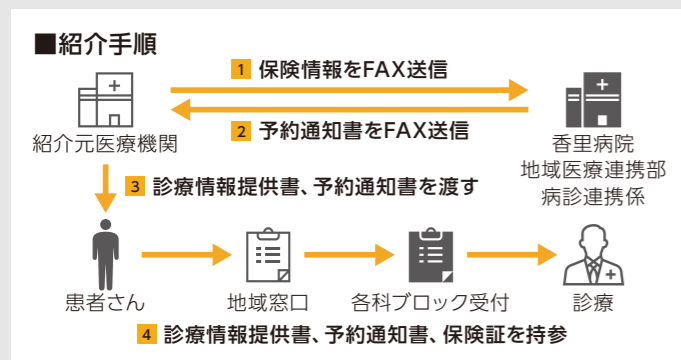 ■紹介手順
1 保険情報をFAX送信
2 予約通知書をFAX送信
紹介元医療機関
香里病院
地域医療連携部
病診連携係
3 診療情報提供書、予約通知書を渡す
患者さん 地域窓口 各科ブロック受付 診療
4 診療情報提供書、予約通知書、保険証を持参